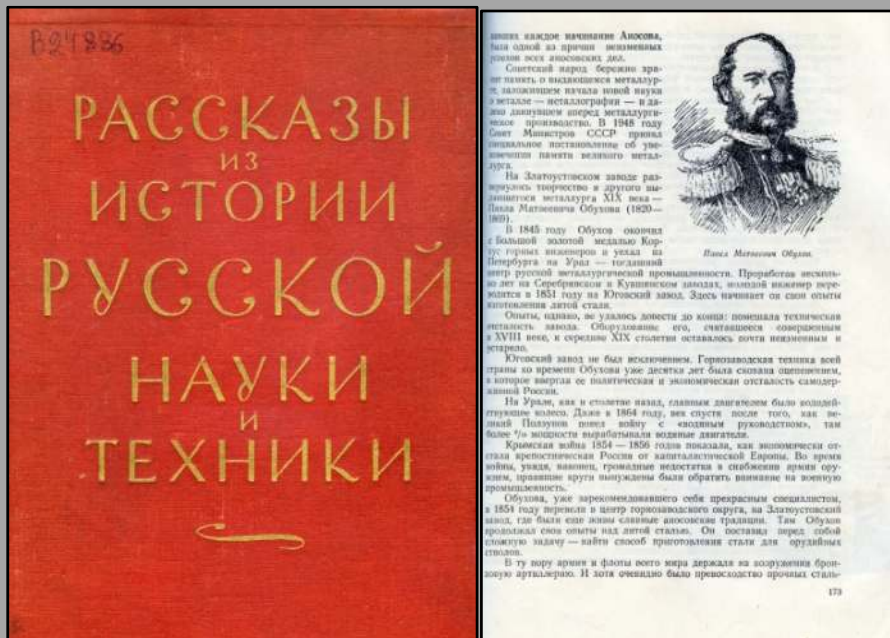 В24886
РАССКАЗЫ
ИЗ
ИСТОРИИ
РУССКОЙ
НАУКИ
И
ТЕХНИКИ
каждое начинание Аносова,
была одной из причин неизменных
всех аносовских дел.
Советский народ бережно хра-
нит память о выдающемся металлур-
ге, заложившем начала новой науки
о металле — металлографии — и да-
двинувшем вперед металлурги-
ческое производство. В 1948 году
Совет Министров СССР принял
специальное постановление об уве-
ковечении памяти великого метал-
лурга.
На Златоустовском заводе раз-
вернулось творчество и другого вы-
дающегося металлурга XIX века —
Павла Матвеевича Обухова (1820—
1869).
В 1845 году Обухов окончил
с Большой золотой медалью Кор-
пус горных инженеров и уехал из
Петербурга на Урал — тогдашний
Павел Матвеевич Обухов.
центр русской металлургической промышленности. Проработав несколь-
ко лет на Серебрянском и Кушвинском заводах, молодой инженер пере-
водится в 1851 году на Юговский завод. Здесь начинает он свои опыты
изготовления литой стали.
Опыты, однако, не удалось довести до конца: помешала техническая
отсталость завода. Оборудование его, считавшееся совершенным
в XVIII веке, к середине XIX столетия оставалось почти неизменным и
устарело.
Юговский завод не был исключением. Горнозаводская техника всей
страны ко времени Обухова уже десятки лет была скована оцепенением,
в которое ввергла ее политическая и экономическая отсталость самодер-
жавной России.
На Урале, как и столетие назад, главным двигателем было вододей-
ствующее колесо. Даже в 1864 году, век спустя после того, как ве-
ликий Ползунов повел войну с «водяным руководством», там
более мощности вырабатывали водяные двигатели.
Крымская война 1854 — 1856 годов показала, как экономически от-
стала крепостническая Россия от капиталистической Европы. Во время
войны, увидя, наконец, громадные недостатки в снабжении армии ору-
жием, правящие круги вынуждены были обратить внимание на военную
промышленность.
Обухова, уже зарекомендовавшего себя прекрасным специалистом,
в 1854 году перевели в центр горнозаводского округа, на Златоустовский
завод, где были еще живы славные аносовские традиции. Там Обухов
продолжал свои опыты над литой сталью. Он поставил перед собой
сложную задачу — найти способ приготовления стали для орудийных
стволов.
В ту пору армии и флоты всего мира держали на вооружении брон-
зовую артиллерию. И хотя очевидно было превосходство прочных сталь-
173